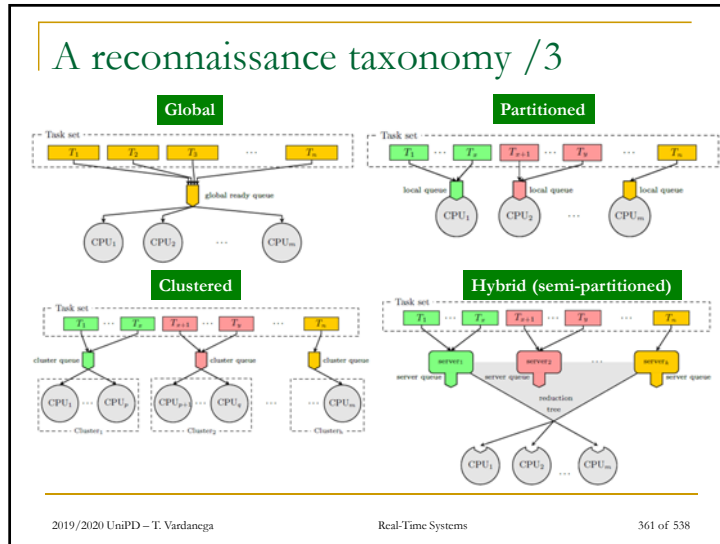 A reconnaissance taxonomy /3
Global
Task set
T1 T2 T3 ... Tn
global ready queue
CPU1 CPU2 ... CPUm
Partitioned
Task set
T1 ... Tx Tx+1 ... Ty ... Tn
local queue local queue local queue
CPU1 CPU2 ... CPUm
Clustered
Task set
T1 ... Tx Tx+1 ... Ty ... Tn
cluster queue cluster queue cluster queue
CPU1 ... CPUp CPUp+1 ... CPUq ... CPUm
Cluster1 Cluster2 Clusterk
Hybrid (semi-partitioned)
Task set
T1 ... Tx Tx+1 ... Ty ... Tn
server1 server2 ... serverk
server queue server queue server queue
reduction
tree
CPU1 CPU2 ... CPUm
2019/2020 UniPD – T. Vardanega Real-Time Systems 361 of 538